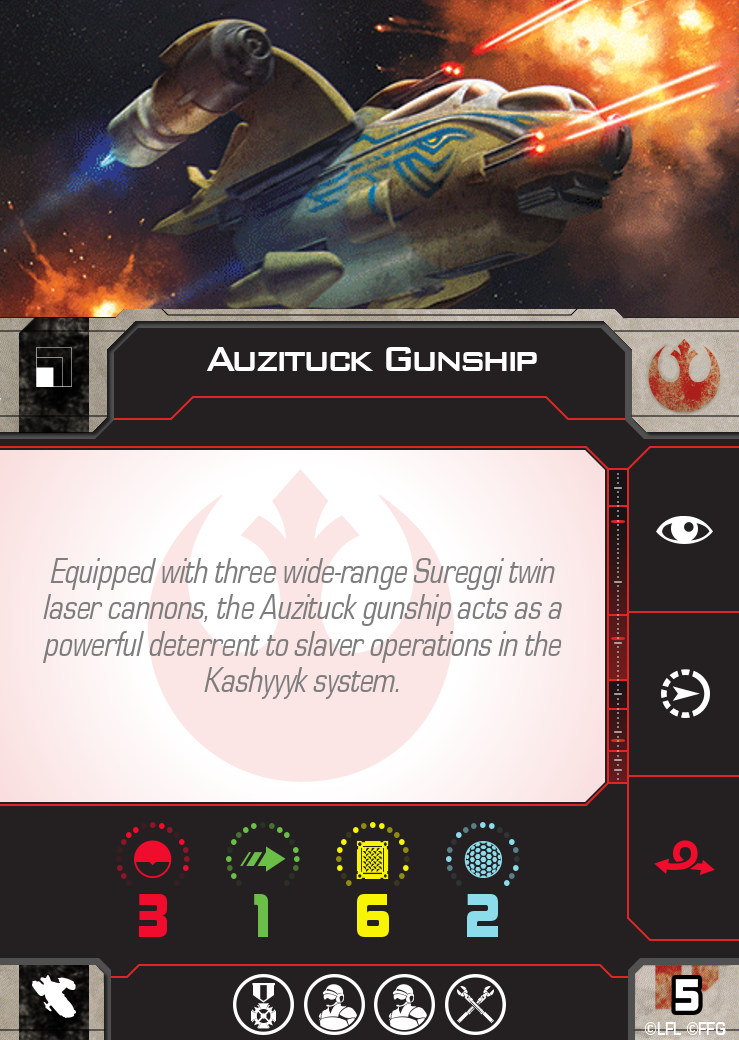 Auzituck Gunship
Equipped with three wide-range Sureggi twin
laser cannons, the Auzituck gunship acts as a
powerful deterrent to slaver operations in the
Kashyyyk system.
3 1 6 2
5
©LFL ©FFG